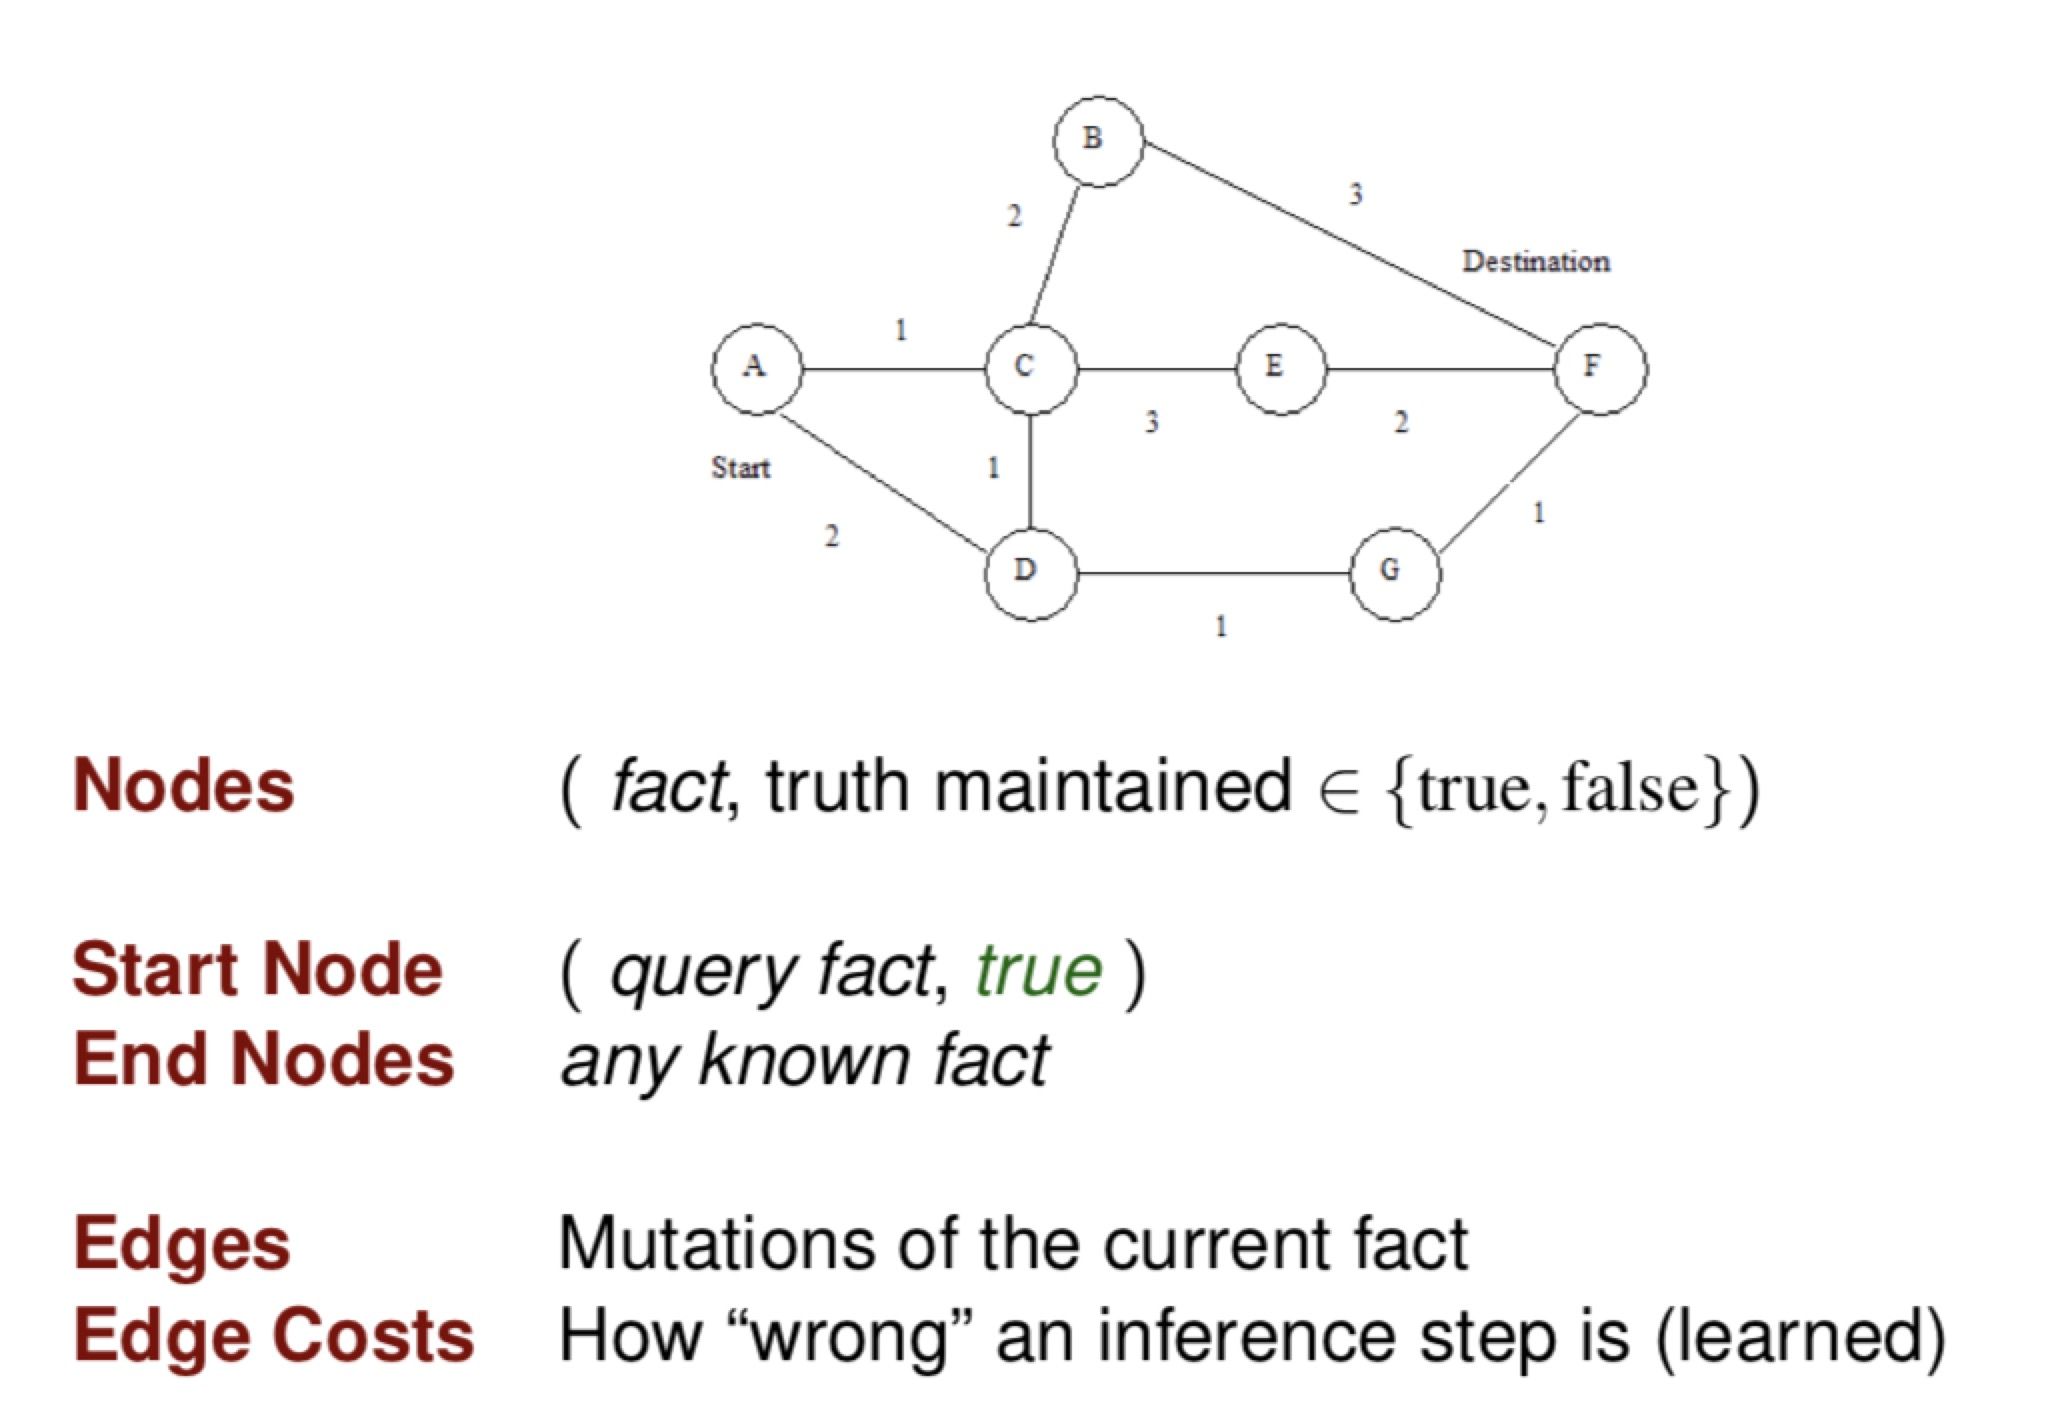 B
2
3
Destination
1
A
C
E
F
3
2
Start
1
1
2
D
G
1
Nodes ( fact, truth maintained ∈ {true, false})
Start Node ( query fact, true )
End Nodes any known fact
Edges Mutations of the current fact
Edge Costs How “wrong” an inference step is (learned)